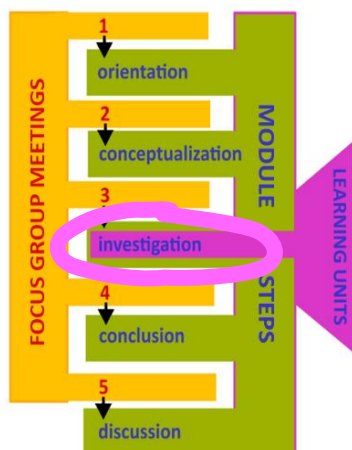 FOCUS GROUP MEETINGS
1
orientation
2
conceptualization
3
investigation
4
conclusion
5
discussion
MODULE STEPS
LEARNING UNITS